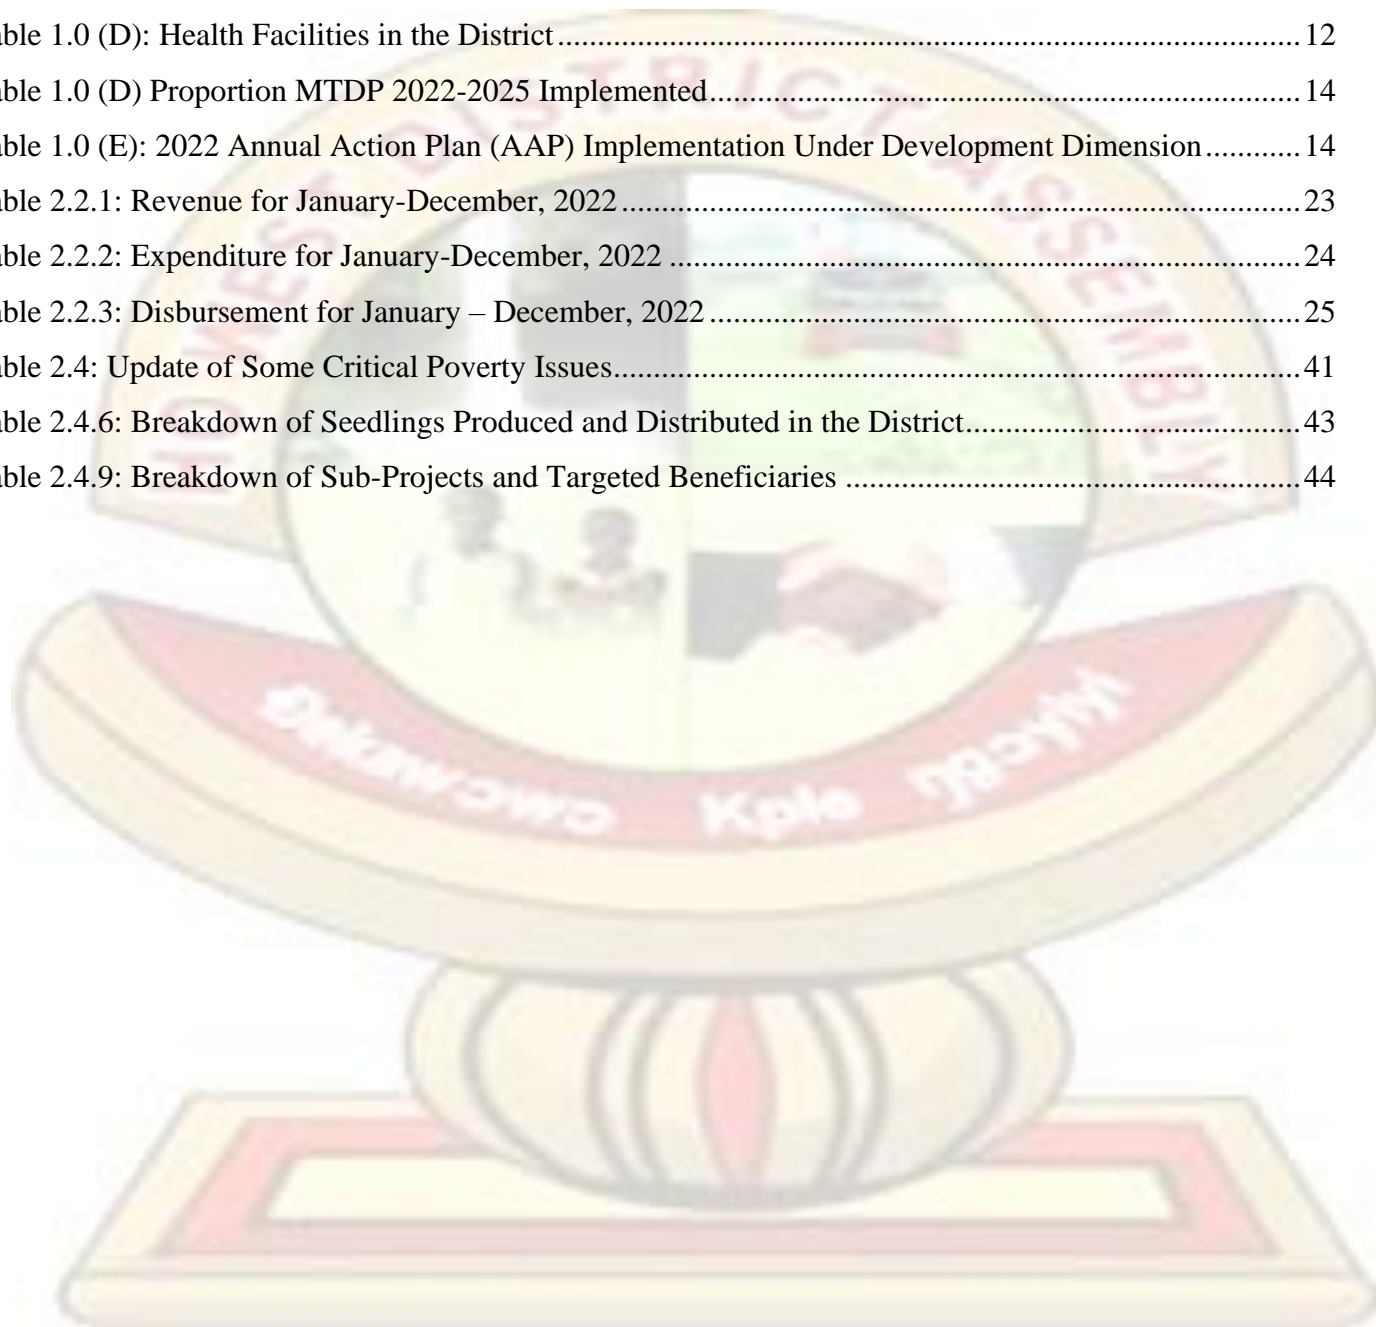 able 1.0 (D): Health Facilities in the District 12
able 1.0 (D) Proportion MTDP 2022-2025 Implemented 14
able 1.0 (E): 2022 Annual Action Plan (AAP) Implementation Under Development Dimension 14
able 2.2.1: Revenue for January-December, 2022 23
able 2.2.2: Expenditure for January-December, 2022 24
able 2.2.3: Disbursement for January – December, 2022 25
able 2.4: Update of Some Critical Poverty Issues 41
able 2.4.6: Breakdown of Seedlings Produced and Distributed in the District 43
able 2.4.9: Breakdown of Sub-Projects and Targeted Beneficiaries 44
HO WEST DISTRICT ASSEMBLY
Kple